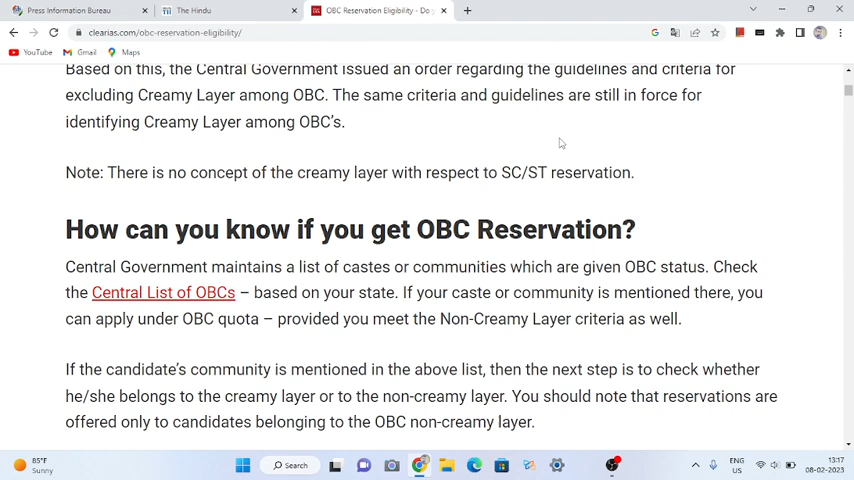 Press Information Bureau
The Hindu
OBC Reservation Eligibility - Do y
clearias.com/obc-reservation-eligibility/
YouTube
Gmail
Maps
Based on this, the Central Government issued an order regarding the guidelines and criteria for
excluding Creamy Layer among OBC. The same criteria and guidelines are still in force for
identifying Creamy Layer among OBC's.
Note: There is no concept of the creamy layer with respect to SC/ST reservation.
How can you know if you get OBC Reservation?
Central Government maintains a list of castes or communities which are given OBC status. Check
the Central List of OBCs – based on your state. If your caste or community is mentioned there, you
can apply under OBC quota – provided you meet the Non-Creamy Layer criteria as well.
If the candidate's community is mentioned in the above list, then the next step is to check whether
he/she belongs to the creamy layer or to the non-creamy layer. You should note that reservations are
offered only to candidates belonging to the OBC non-creamy layer.
85°F
Sunny
Search
ENG
US
13:17
08-02-2023